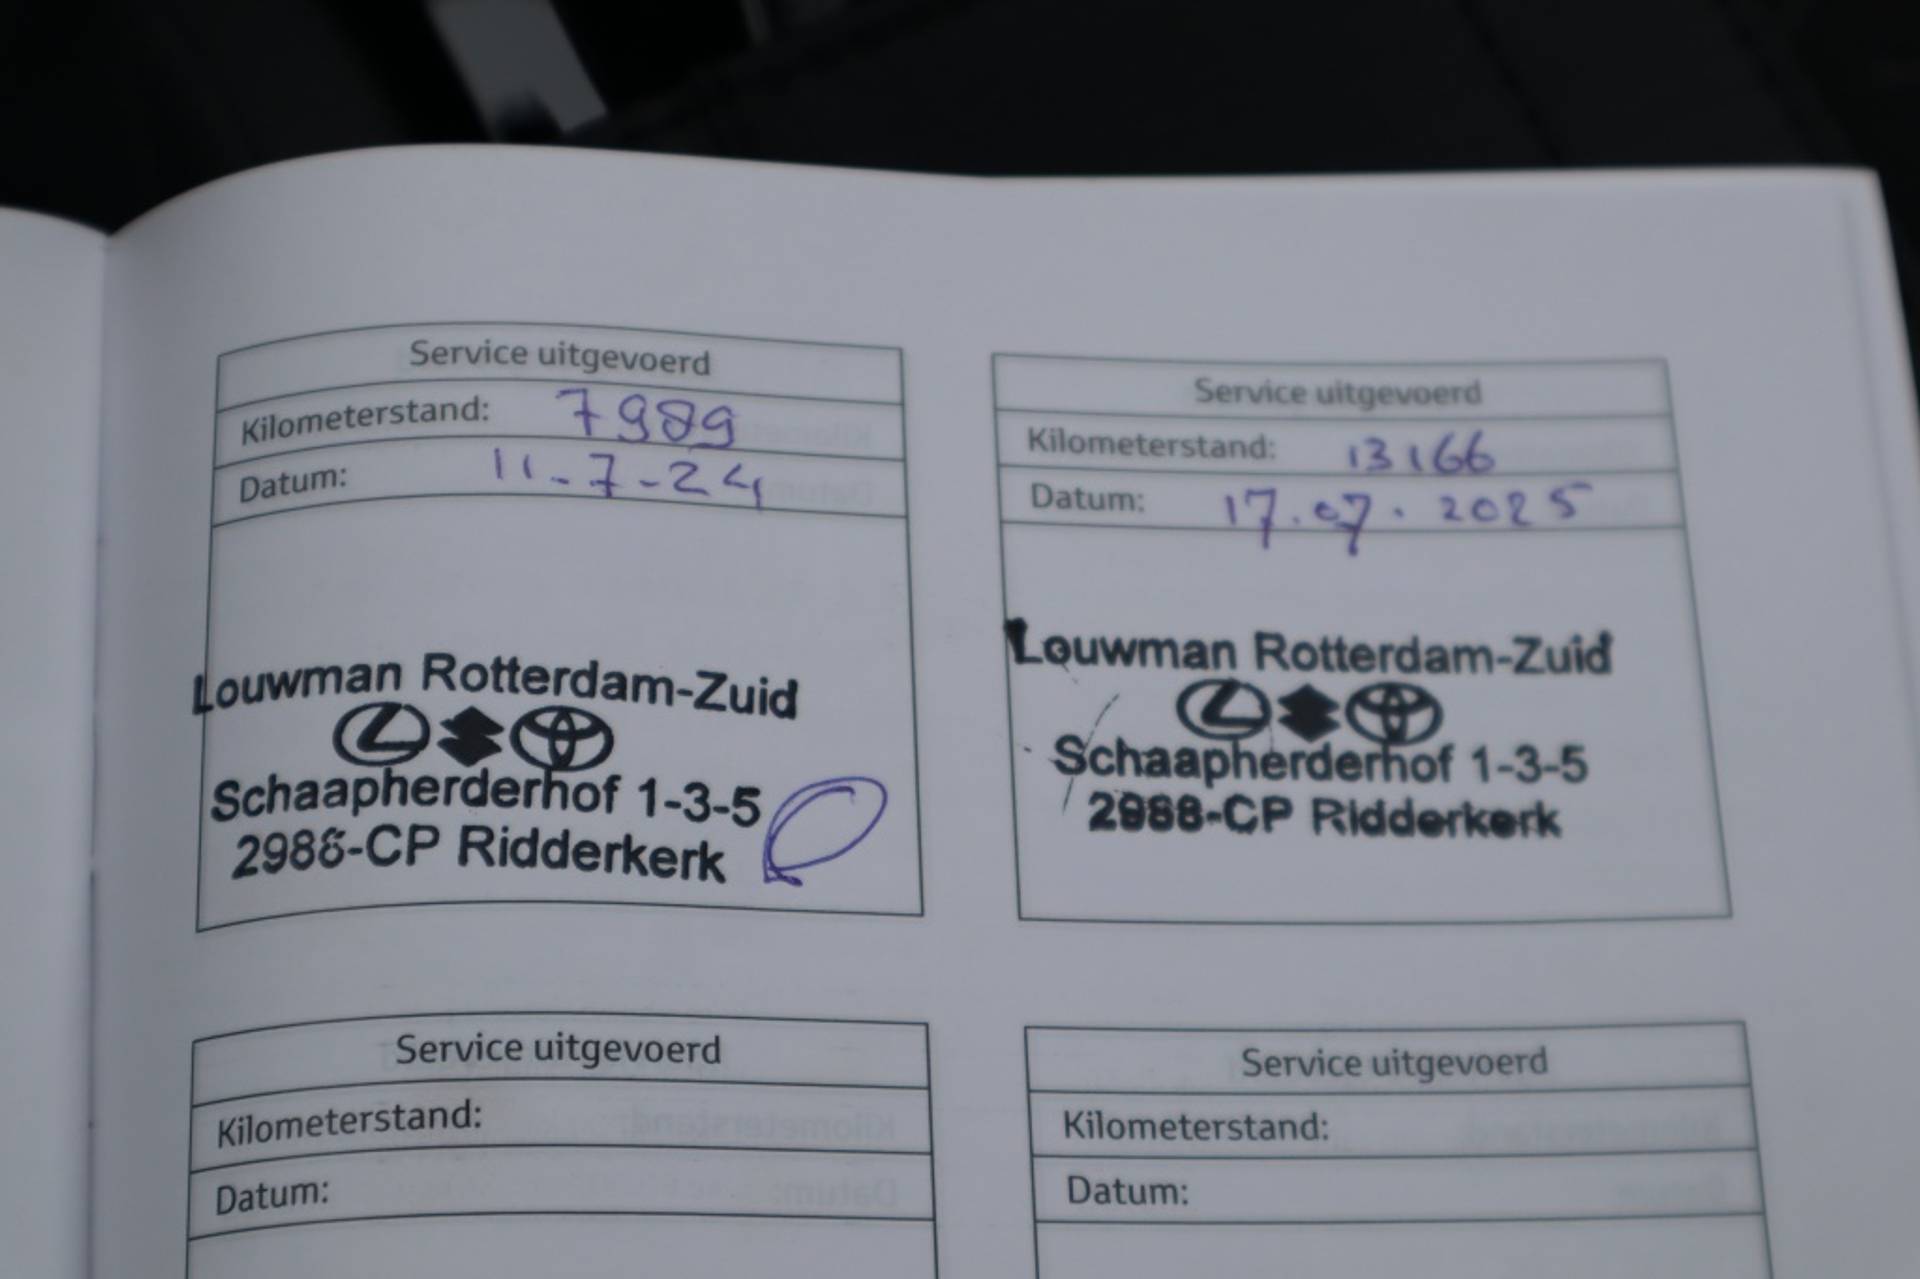 Service uitgevoerd
Kilometerstand: 7989
Datum: 11-7-24
Louwman Rotterdam-Zuid
Schaapherderhof 1-3-5
2988-CP Ridderkerk
Service uitgevoerd
Kilometerstand: 13166
Datum: 17.07.2025
Louwman Rotterdam-Zuid
Schaapherderhof 1-3-5
2988-CP Ridderkerk
Service uitgevoerd
Kilometerstand:
Datum:
Service uitgevoerd
Kilometerstand:
Datum: